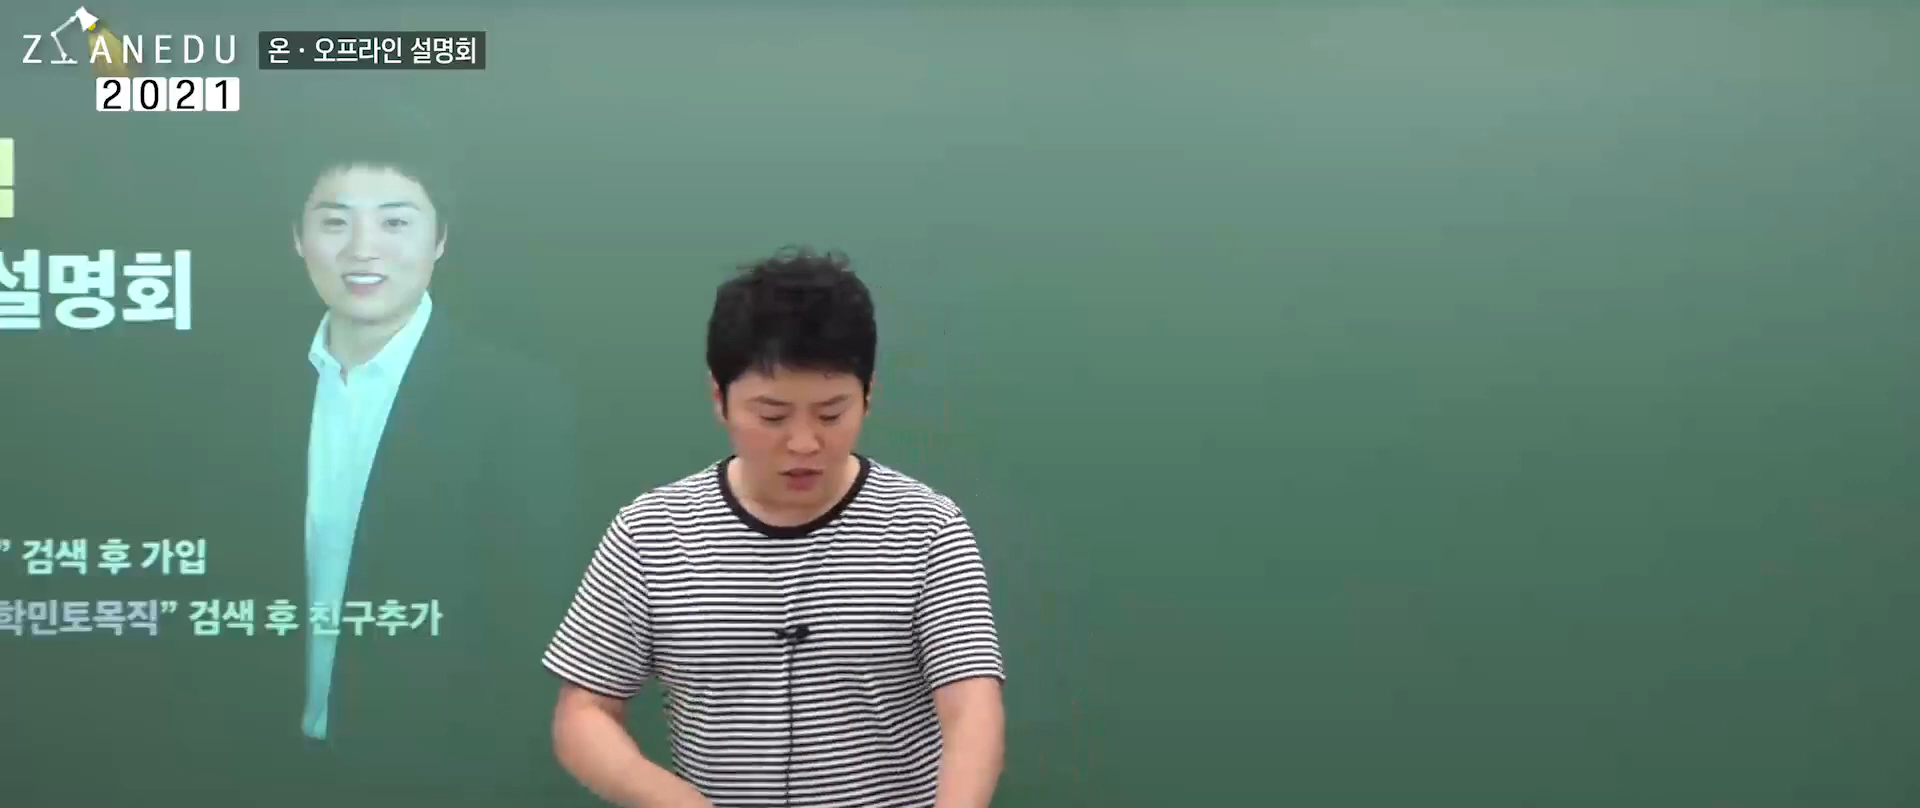 ZIANEDU 온·오프라인 설명회
2021
설명회
” 검색 후 가입
학민토목직” 검색 후 친구추가